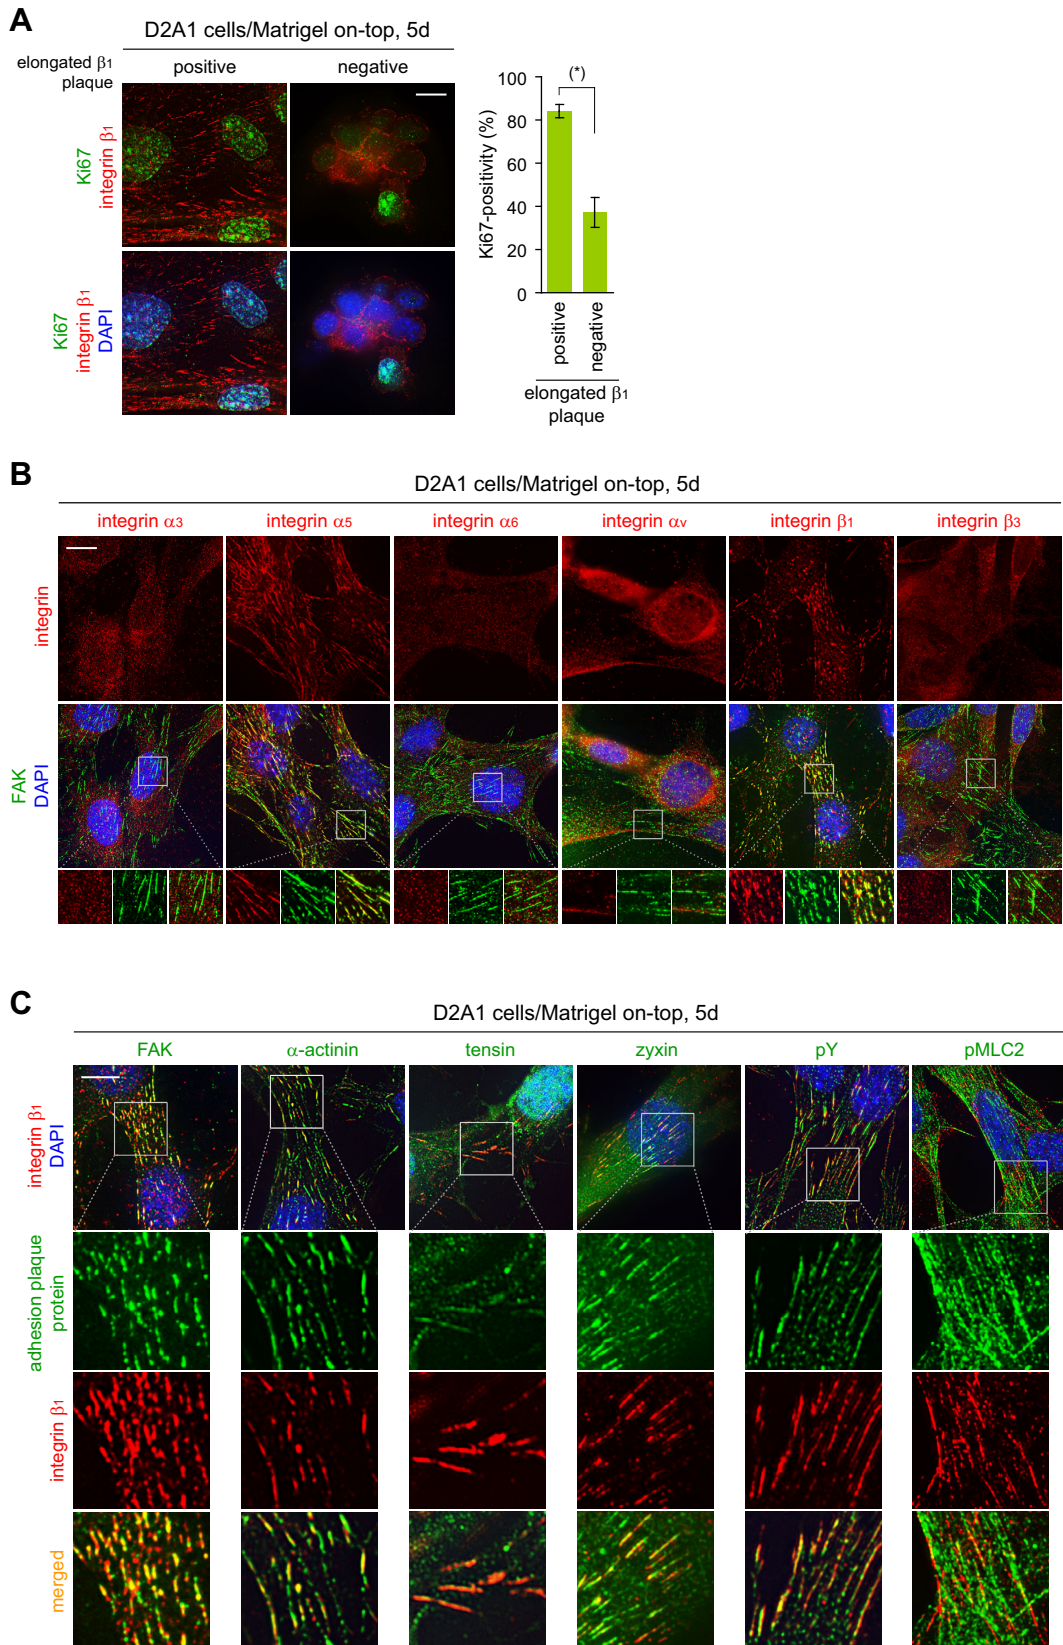 A
D2A1 cells/Matrigel on-top, 5d
elongated β1
plaque
positive
negative
Ki67
integrin β1
Ki67
integrin β1
DAPI
(*)
Ki67-positivity (%)
100
80
60
40
20
0
positive
negative
elongated β1
plaque
B
D2A1 cells/Matrigel on-top, 5d
integrin α3
integrin α5
integrin α6
integrin αv
integrin β1
integrin β3
integrin
FAK
DAPI
C
D2A1 cells/Matrigel on-top, 5d
FAK
α-actinin
tensin
zyxin
pY
pMLC2
integrin β1
DAPI
adhesion plaque
protein
integrin β1
merged